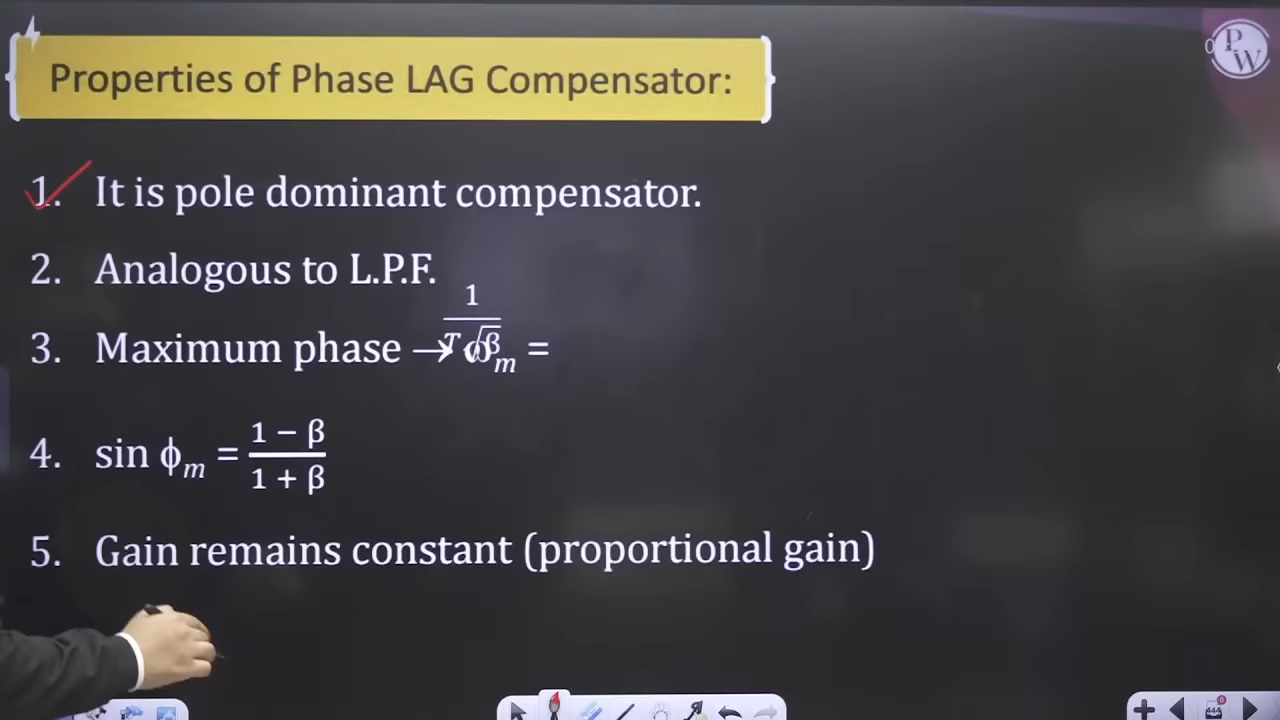 Properties of Phase LAG Compensator:
PW
1. It is pole dominant compensator.
2. Analogous to L.P.F.
3. Maximum phase → ω_m = 1/(T√β)
4. sin ϕ_m = (1 − β)/(1 + β)
5. Gain remains constant (proportional gain)